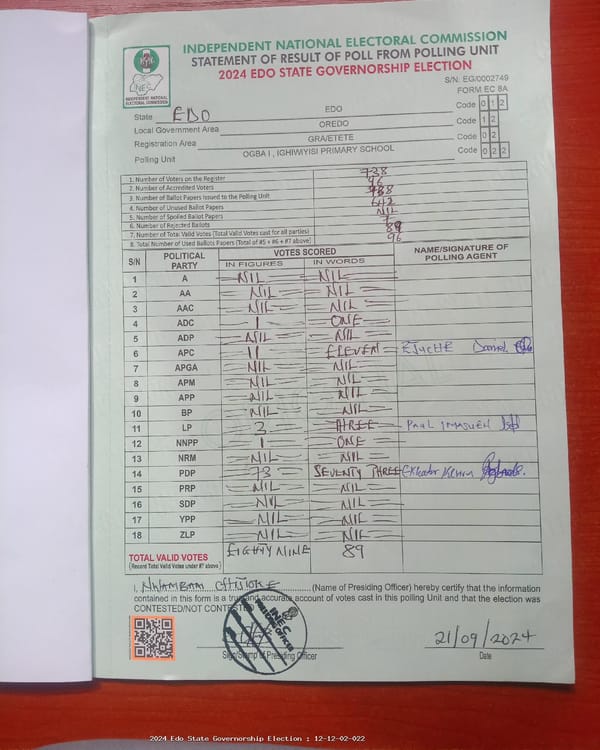 INDEPENDENT NATIONAL ELECTORAL COMMISSION
STATEMENT OF RESULT OF POLL FROM POLLING UNIT
2024 EDO STATE GOVERNORSHIP ELECTION
INEC
INDEPENDENT NATIONAL ELECTORAL COMMISSION
S/N: EG/0002749
FORM EC 8A
State EDO EDO Code 0 1 2
Local Government Area OREDO Code 1 2
Registration Area GRA/ETETE Code 0 2
Polling Unit OGBA I , IGHIWIYISI PRIMARY SCHOOL Code 0 2 2
1. Number of Voters on the Register 738
2. Number of Accredited Voters 96
3. Number of Ballot Papers Issued to the Polling Unit 738
4. Number of Unused Ballot Papers 642
5. Number of Spoiled Ballot Papers NIL
6. Number of Rejected Ballots 7
7. Number of Total Valid Votes (Total Valid Votes cast for all parties) 89
8. Total Number of Used Ballots Papers (Total of #5 + #6 + #7 above) 96
S/N POLITICAL PARTY VOTES SCORED NAME/SIGNATURE OF POLLING AGENT
IN FIGURES IN WORDS
1 A NIL NIL
2 AA NIL NIL
3 AAC NIL NIL
4 ADC 1 ONE
5 ADP NIL NIL
6 APC 11 ELEVEN
7 APGA NIL NIL
8 APM NIL NIL
9 APP NIL NIL
10 BP NIL NIL
11 LP 3 THREE PAUL
12 NNPP 1 ONE
13 NRM NIL NIL
14 PDP 73 SEVENTY THREE
15 PRP NIL NIL
16 SDP NIL NIL
17 YPP NIL NIL
18 ZLP NIL NIL
TOTAL VALID VOTES EIGHTY NINE 89
(Record Total Valid Votes under #7 above)
I, (Name of Presiding Officer) hereby certify that the information
contained in this form is a true and accurate account of votes cast in this polling Unit and that the election was
CONTESTED/NOT CONTESTED
INEC
21/09/2024
Sign/Stamp of Presiding Officer Date
2024 Edo State Governorship Election : 12-12-02-022